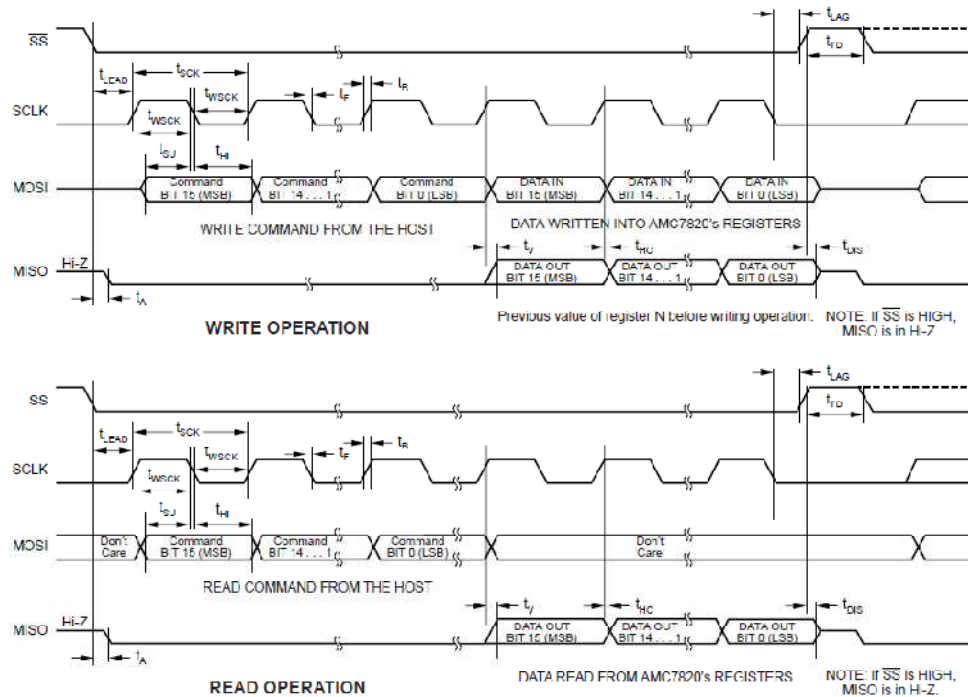 tLAG
SS
tTD
tLEAD
tSCK
tWSCK
tF
tR
SCLK
tWSCK
tSU
tHI
MOSI
Command BIT 15 (MSB)
Command BIT 14 . . . 1
Command BIT 0 (LSB)
DATA IN BIT 15 (MSB)
DATA IN BIT 14 . . . 1
DATA IN BIT 0 (LSB)
WRITE COMMAND FROM THE HOST
DATA WRITTEN INTO AMC7820's REGISTERS
tV
tHO
tDIS
MISO
Hi-Z
DATA OUT BIT 15 (MSB)
DATA OUT BIT 14 . . . 1
DATA OUT BIT 0 (LSB)
tA
WRITE OPERATION
Previous value of register N before writing operation.
NOTE: If SS is HIGH,
MISO is in Hi-Z
tLAG
SS
tTD
tLEAD
tSCK
tWSCK
tF
tR
SCLK
tWSCK
tSU
tHI
MOSI
Don't Care
Command BIT 15 (MSB)
Command BIT 14 . . . 1
Command BIT 0 (LSB)
Don't Care
READ COMMAND FROM THE HOST
tV
tHO
tDIS
MISO
Hi-Z
DATA OUT BIT 15 (MSB)
DATA OUT BIT 14 . . . 1
DATA OUT BIT 0 (LSB)
tA
READ OPERATION
DATA READ FROM AMC7820's REGISTERS
NOTE: If SS is HIGH,
MISO is in Hi-Z.